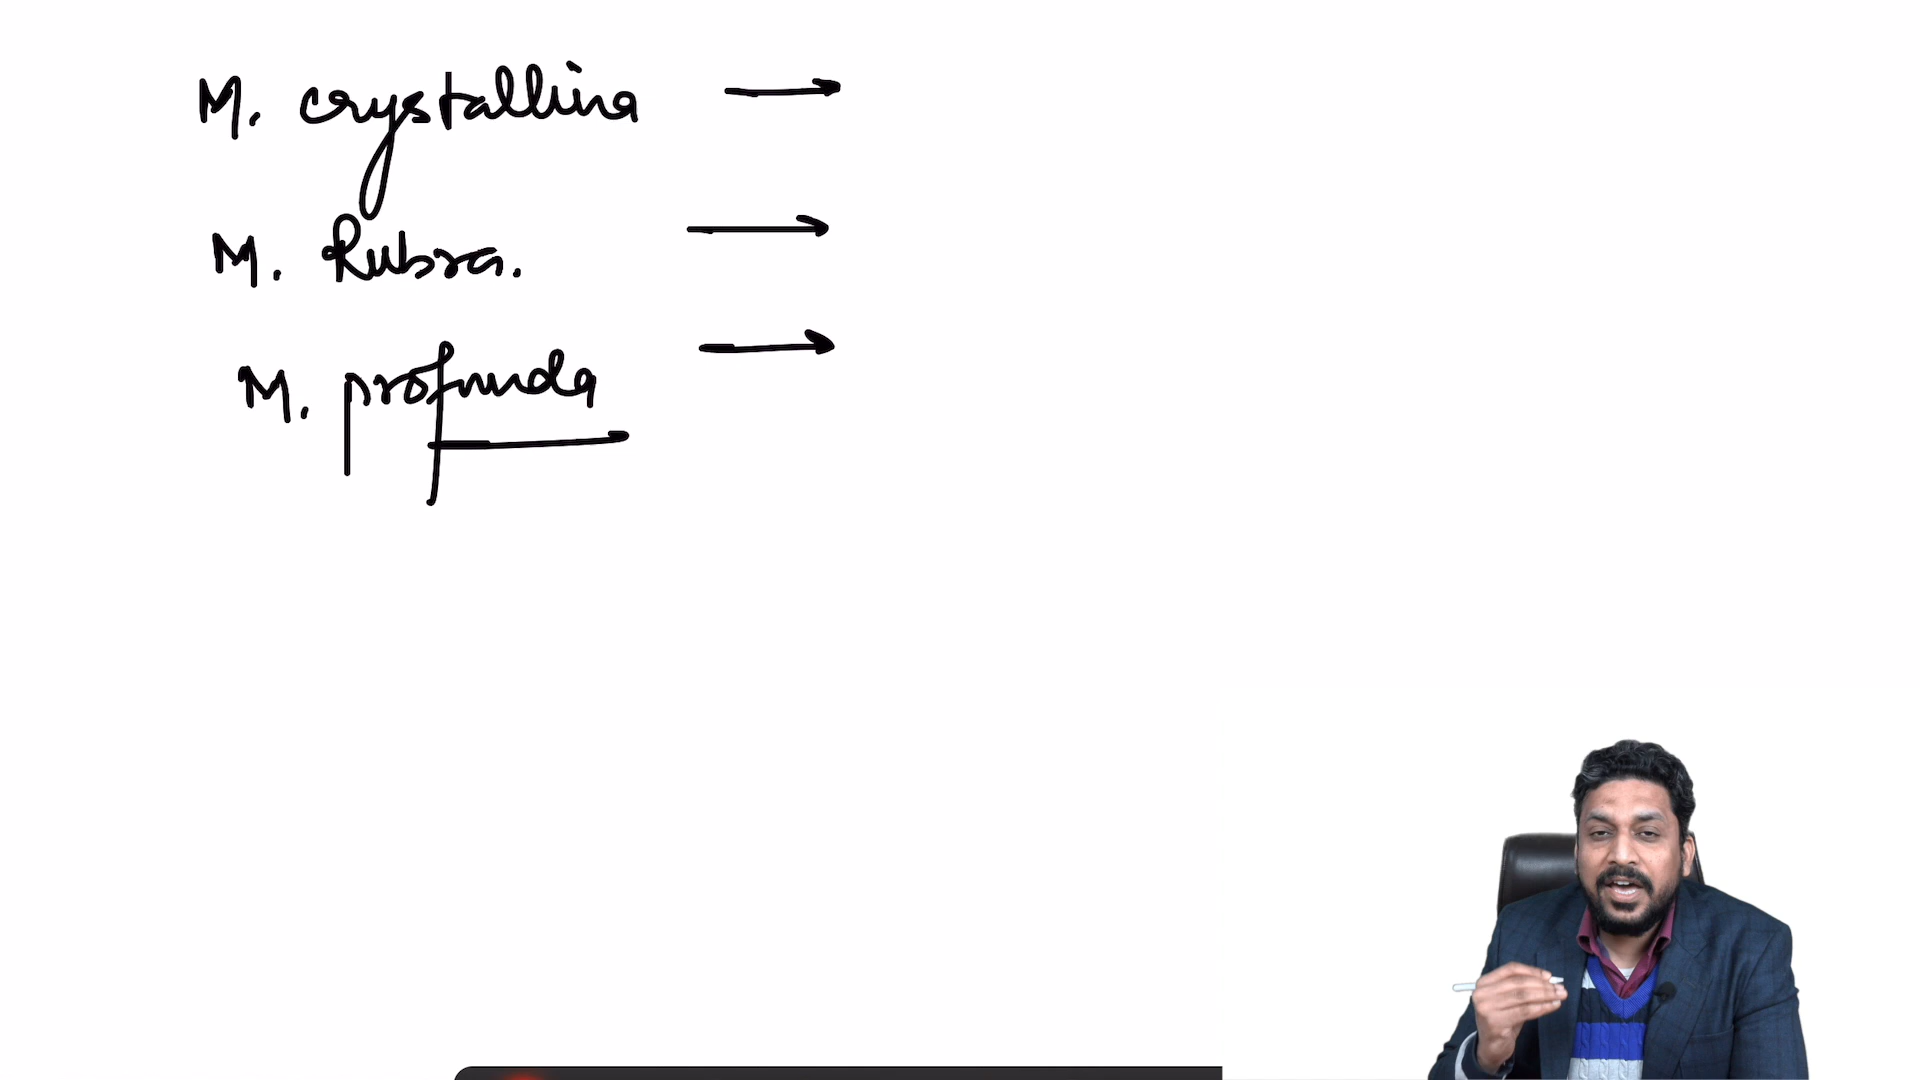 M. crystallina →
M. Rubra. →
M. profunda →